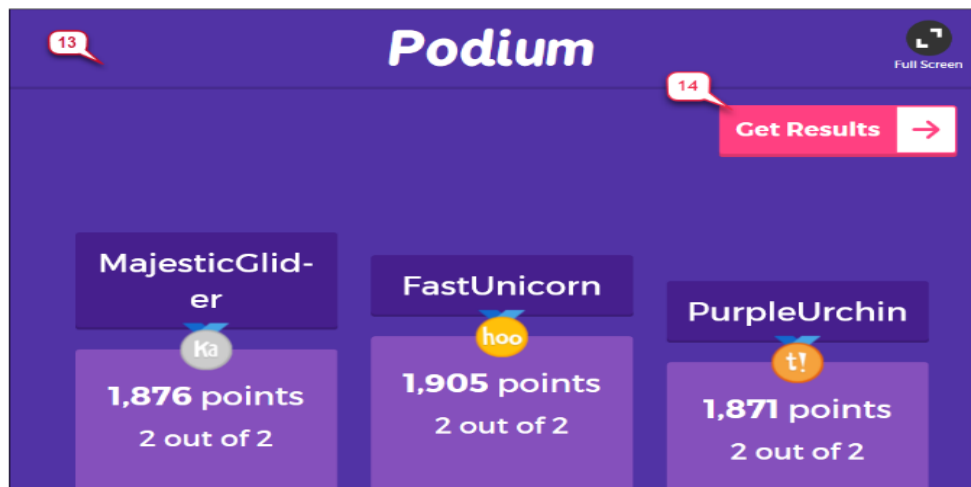 13
Podium
Full Screen
14
Get Results
MajesticGlid-
er
Ka
1,876 points
2 out of 2
FastUnicorn
hoo
1,905 points
2 out of 2
PurpleUrchin
t!
1,871 points
2 out of 2